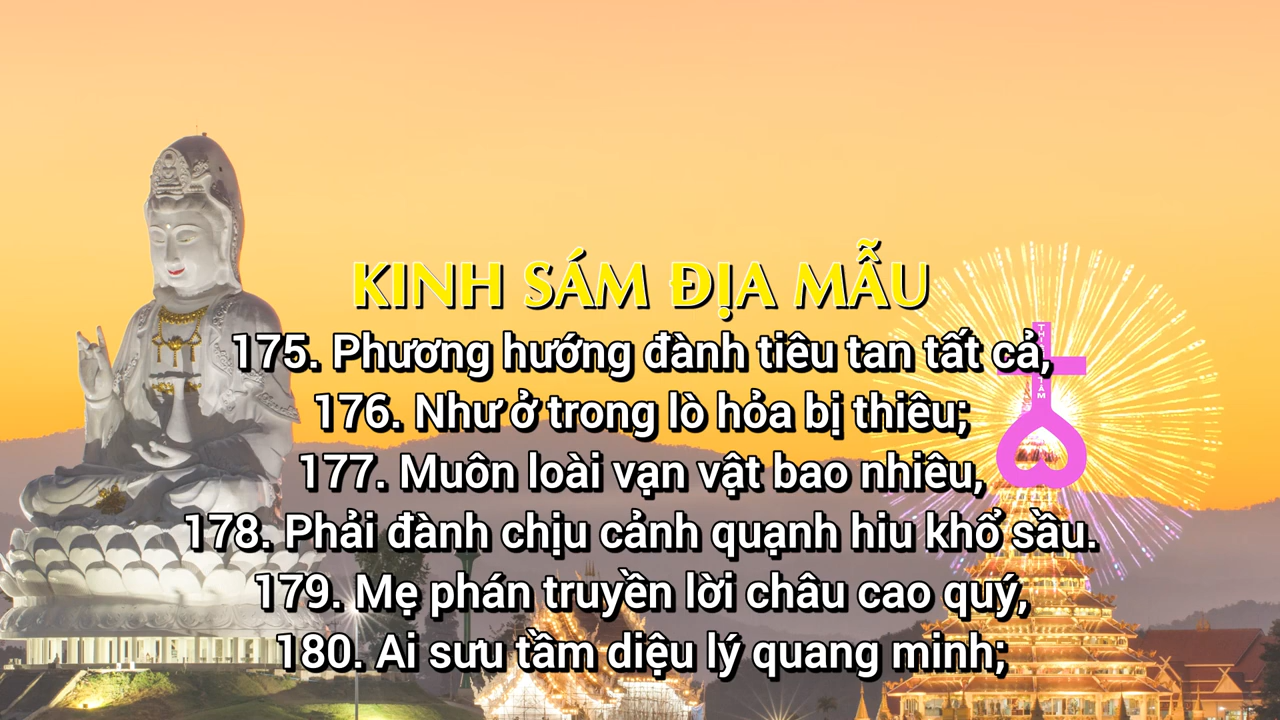 KINH SÁM ĐỊA MẪU
175. Phương hướng đành tiêu tan tất cả,
176. Như ở trong lò hỏa bị thiêu;
177. Muôn loài vạn vật bao nhiêu,
178. Phải đành chịu cảnh quạnh hiu khổ sầu.
179. Mẹ phán truyền lời châu cao quý,
180. Ai sưu tầm diệu lý quang minh;